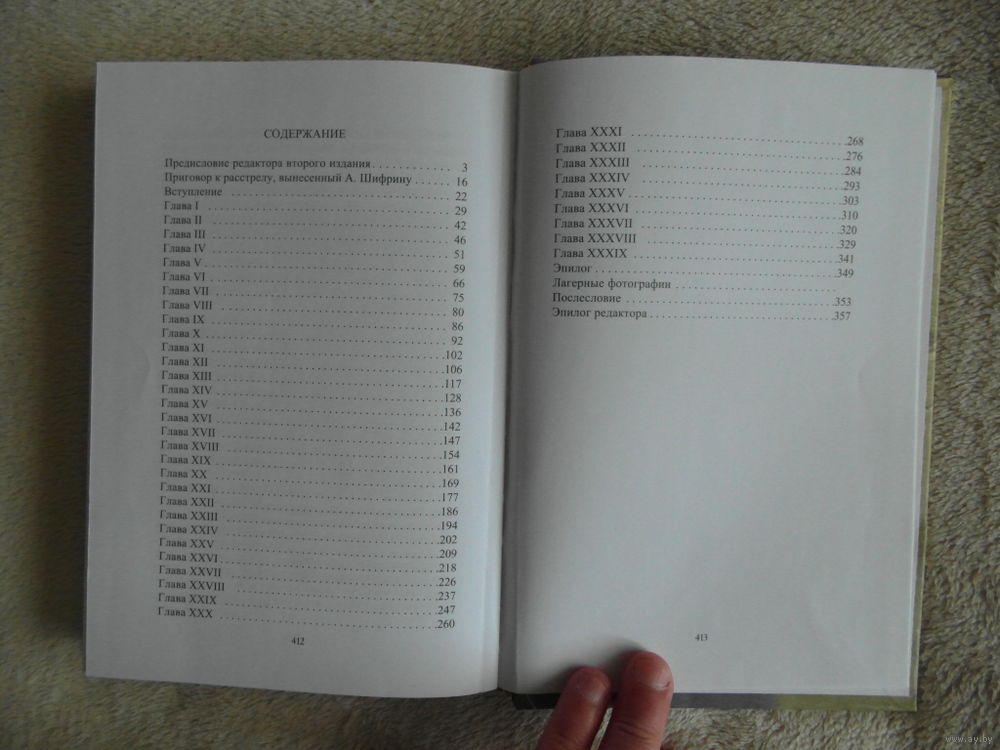 СОДЕРЖАНИЕ
Предисловие редактора второго издания . . . . . . . . . . 3
Приговор к расстрелу, вынесенный А. Шифрину . . . . . 16
Вступление . . . . . . . . . . 22
Глава I . . . . . . . . . . 29
Глава II . . . . . . . . . . 42
Глава III . . . . . . . . . . 46
Глава IV . . . . . . . . . . 51
Глава V . . . . . . . . . . 59
Глава VI . . . . . . . . . . 66
Глава VII . . . . . . . . . . 75
Глава VIII . . . . . . . . . . 80
Глава IX . . . . . . . . . . 86
Глава X . . . . . . . . . . 92
Глава XI . . . . . . . . . . 102
Глава XII . . . . . . . . . . 106
Глава XIII . . . . . . . . . . 117
Глава XIV . . . . . . . . . . 128
Глава XV . . . . . . . . . . 136
Глава XVI . . . . . . . . . . 142
Глава XVII . . . . . . . . . . 147
Глава XVIII . . . . . . . . . . 154
Глава XIX . . . . . . . . . . 161
Глава XX . . . . . . . . . . 169
Глава XXI . . . . . . . . . . 177
Глава XXII . . . . . . . . . . 186
Глава XXIII . . . . . . . . . . 194
Глава XXIV . . . . . . . . . . 202
Глава XXV . . . . . . . . . . 209
Глава XXVI . . . . . . . . . . 218
Глава XXVII . . . . . . . . . . 226
Глава XXVIII . . . . . . . . . . 237
Глава XXIX . . . . . . . . . . 247
Глава XXX . . . . . . . . . . 260
412
Глава XXXI . . . . . . . . . . 268
Глава XXXII . . . . . . . . . . 276
Глава XXXIII . . . . . . . . . . 284
Глава XXXIV . . . . . . . . . . 293
Глава XXXV . . . . . . . . . . 303
Глава XXXVI . . . . . . . . . . 310
Глава XXXVII . . . . . . . . . . 320
Глава XXXVIII . . . . . . . . . . 329
Глава XXXIX . . . . . . . . . . 341
Эпилог . . . . . . . . . . 349
Лагерные фотографии . . . . . . . . . .
Послесловие . . . . . . . . . . 353
Эпилог редактора . . . . . . . . . . 357
413
www.ay.by